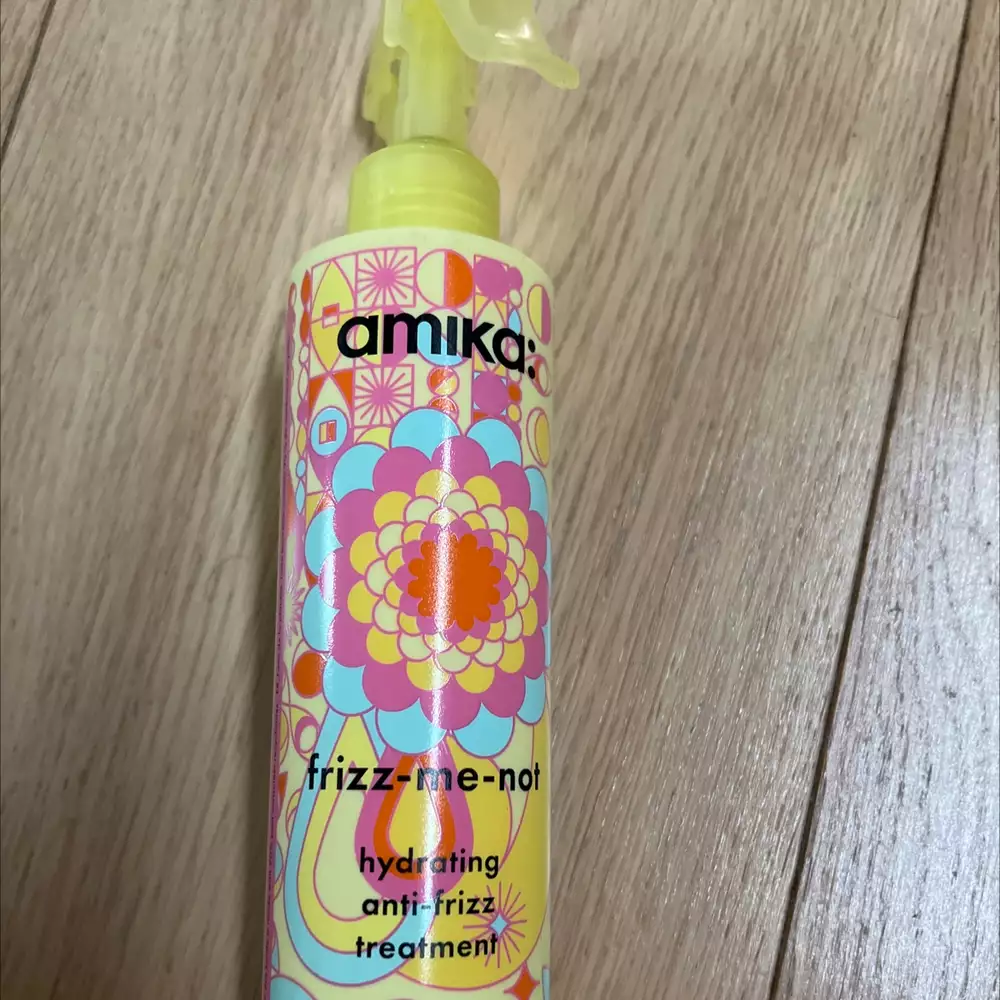 amika:
frizz-me-not
hydrating
anti-frizz
treatment